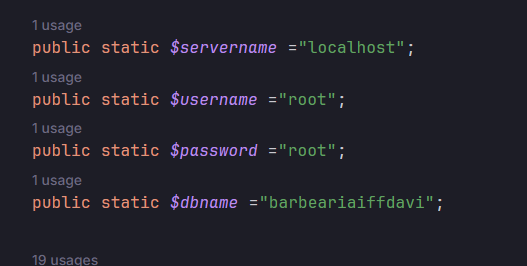 1 usage
public static $servername ="localhost";
1 usage
public static $username ="root";
1 usage
public static $password ="root";
1 usage
public static $dbname ="barbeariaiffdavi";
19 usages